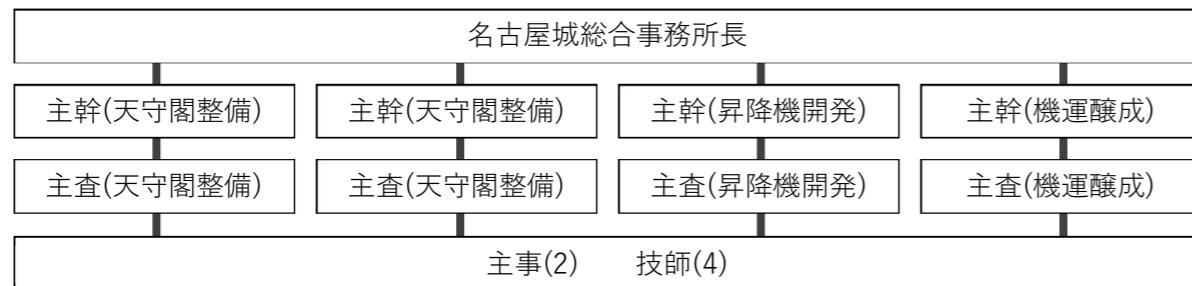 名古屋城総合事務所長
主幹(天守閣整備) 主幹(天守閣整備) 主幹(昇降機開発) 主幹(機運醸成)
主査(天守閣整備) 主査(天守閣整備) 主査(昇降機開発) 主査(機運醸成)
主事(2) 技師(4)